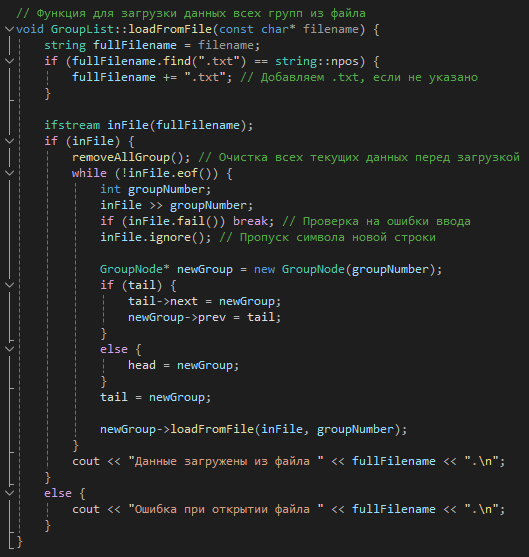 // Функция для загрузки данных всех групп из файла
void GroupList::loadFromFile(const char* filename) {
    string fullFilename = filename;
    if (fullFilename.find(".txt") == string::npos) {
        fullFilename += ".txt"; // Добавляем .txt, если не указано
    }

    ifstream inFile(fullFilename);
    if (inFile) {
        removeAllGroup(); // Очистка всех текущих данных перед загрузкой
        while (!inFile.eof()) {
            int groupNumber;
            inFile >> groupNumber;
            if (inFile.fail()) break; // Проверка на ошибки ввода
            inFile.ignore(); // Пропуск символа новой строки

            GroupNode* newGroup = new GroupNode(groupNumber);
            if (tail) {
                tail->next = newGroup;
                newGroup->prev = tail;
            }
            else {
                head = newGroup;
            }
            tail = newGroup;

            newGroup->loadFromFile(inFile, groupNumber);
        }
        cout << "Данные загружены из файла " << fullFilename << ".\n";
    }
    else {
        cout << "Ошибка при открытии файла " << fullFilename << ".\n";
    }
}